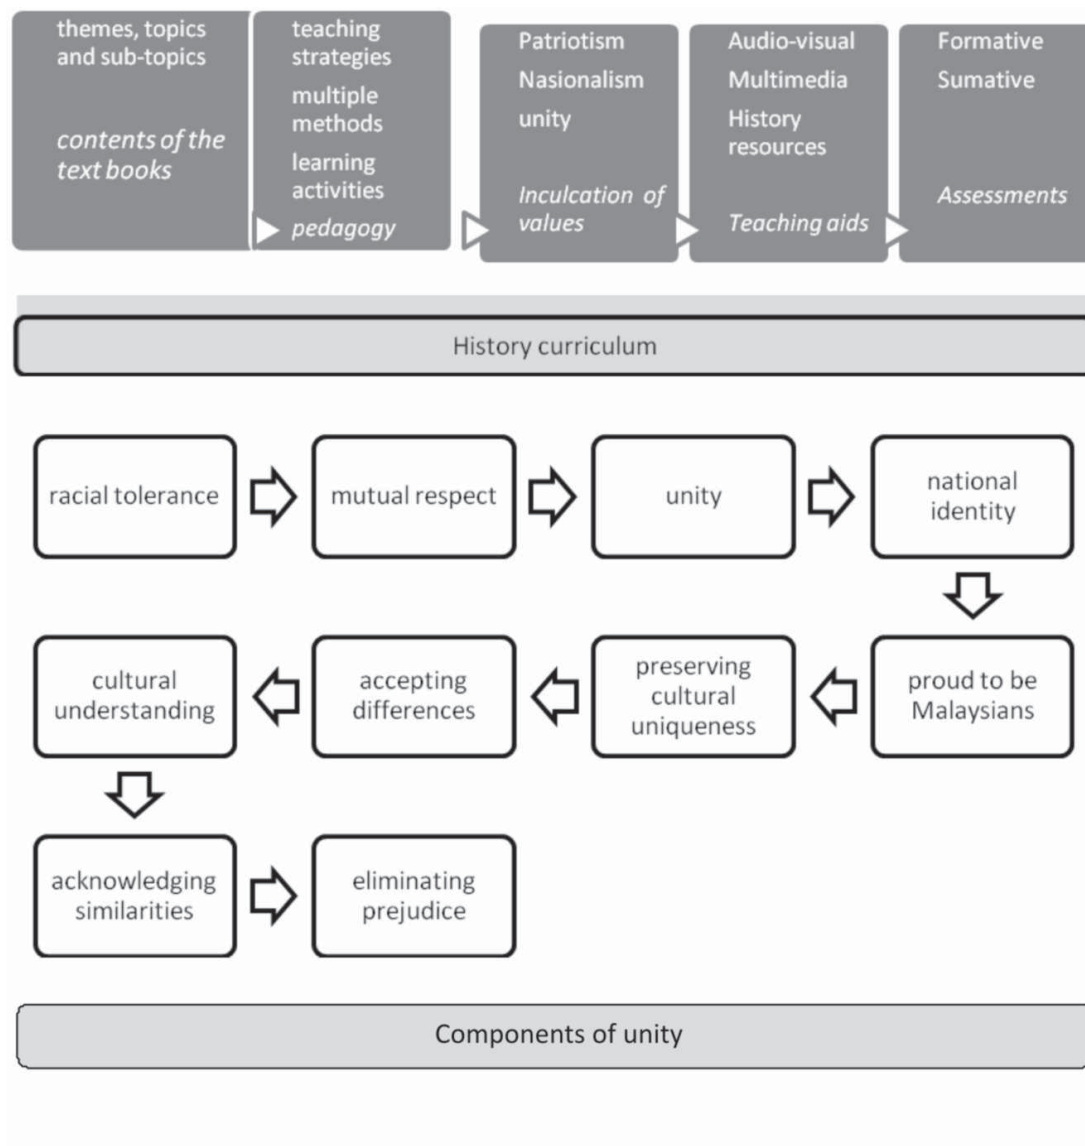 themes, topics
and sub-topics
contents of the
text books
teaching
strategies
multiple
methods
learning
activities
pedagogy
Patriotism
Nasionalism
unity
Inculcation of
values
Audio-visual
Multimedia
History
resources
Teaching aids
Formative
Sumative
Assessments
History curriculum
racial tolerance
mutual respect
unity
national
identity
proud to be
Malaysians
preserving
cultural
uniqueness
accepting
differences
cultural
understanding
acknowledging
similarities
eliminating
prejudice
Components of unity